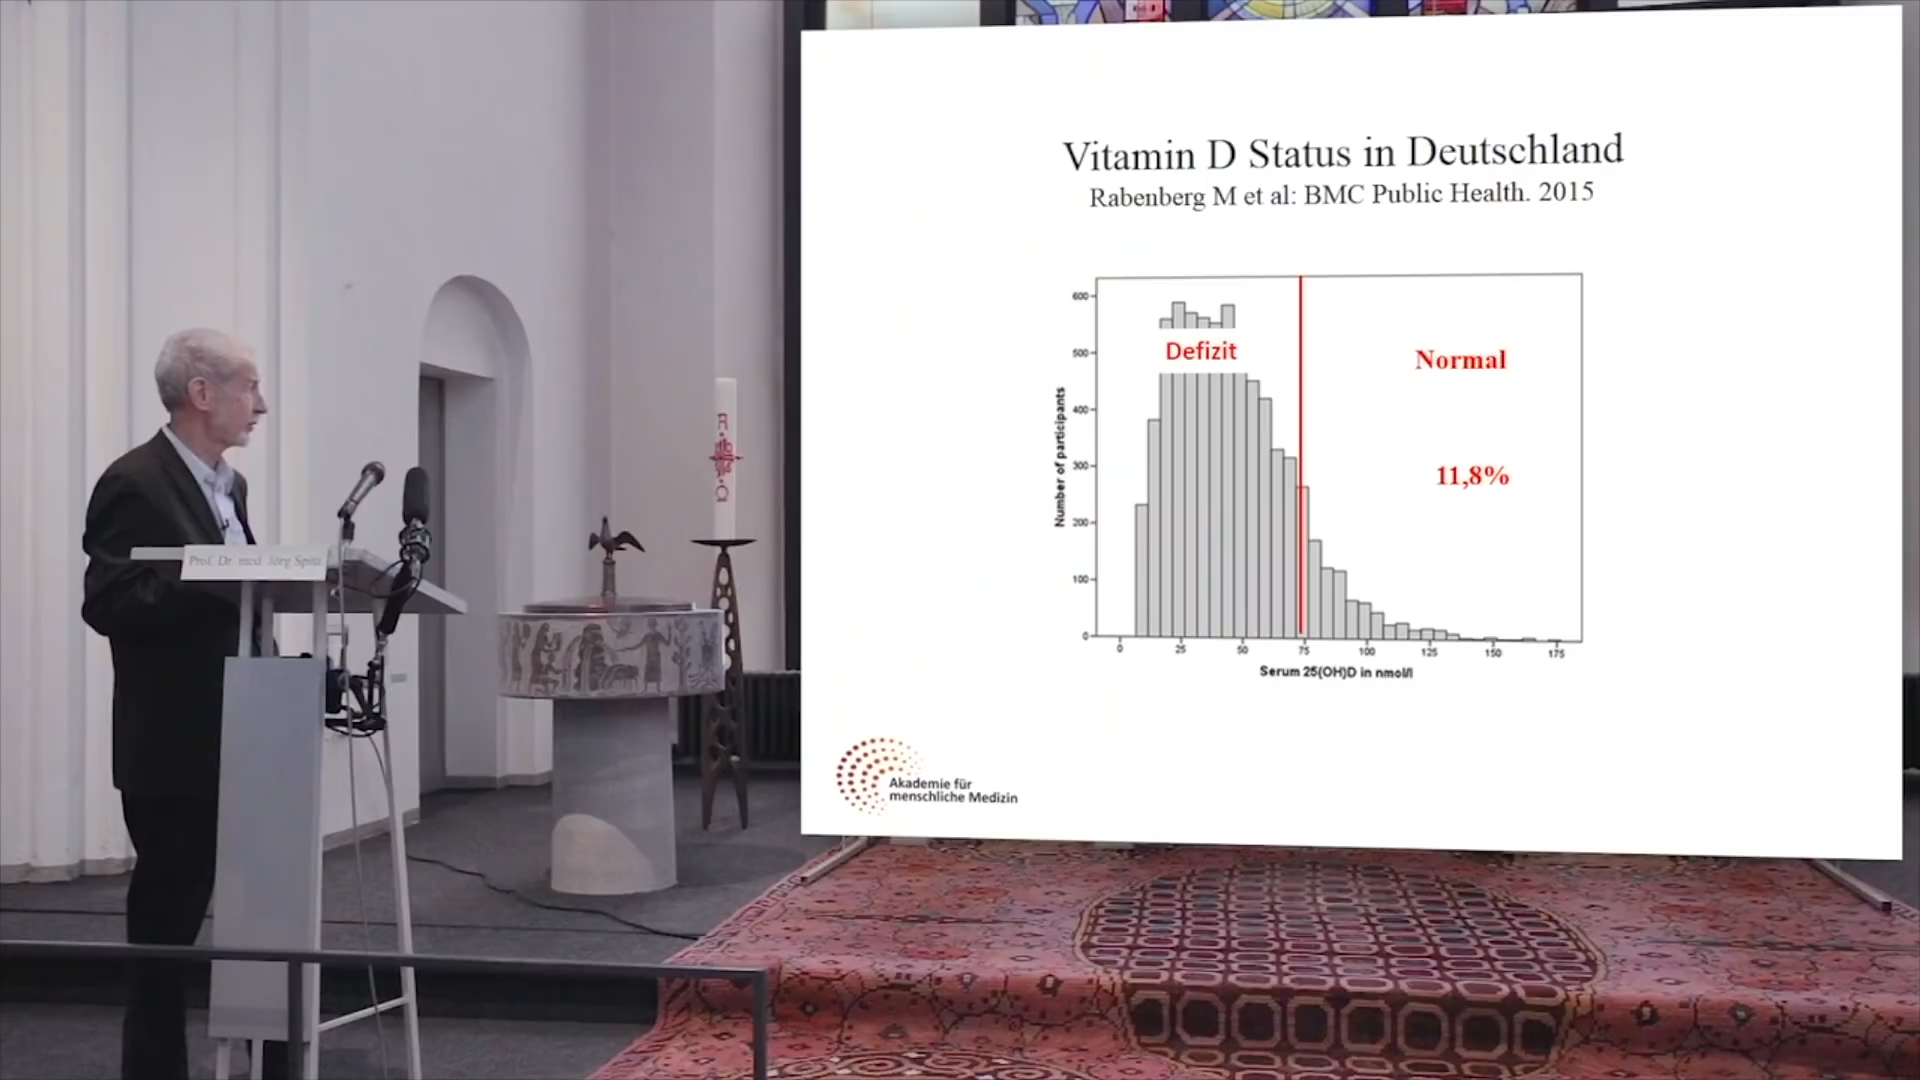 Vitamin D Status in Deutschland
Rabenberg M et al: BMC Public Health. 2015
600
500
400
300
200
100
0
Number of participants
Defizit
Normal
11,8%
0 25 50 75 100 125 150 175
Serum 25(OH)D in nmol/l
Akademie für
menschliche Medizin
Prof. Dr. med. Jörg Spitz